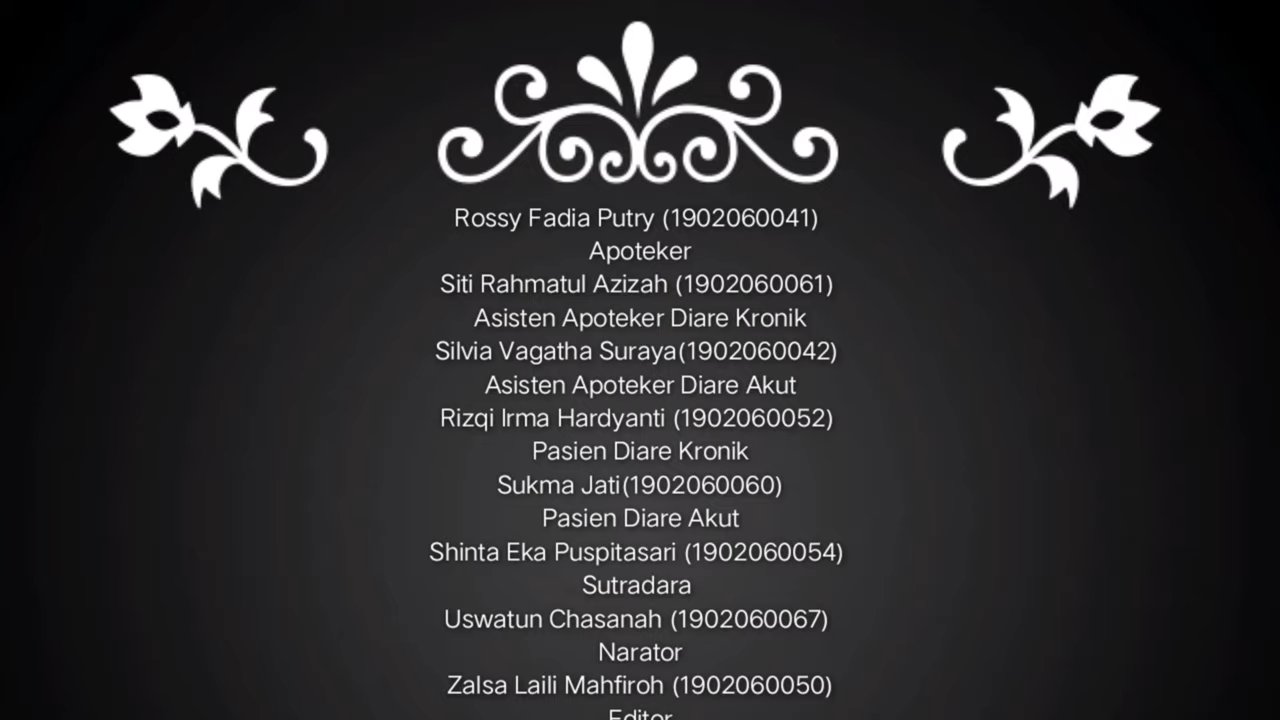 Rossy Fadia Putry (1902060041)
Apoteker
Siti Rahmatul Azizah (1902060061)
Asisten Apoteker Diare Kronik
Silvia Vagatha Suraya(1902060042)
Asisten Apoteker Diare Akut
Rizqi Irma Hardyanti (1902060052)
Pasien Diare Kronik
Sukma Jati(1902060060)
Pasien Diare Akut
Shinta Eka Puspitasari (1902060054)
Sutradara
Uswatun Chasanah (1902060067)
Narator
Zalsa Laili Mahfiroh (1902060050)
Editor